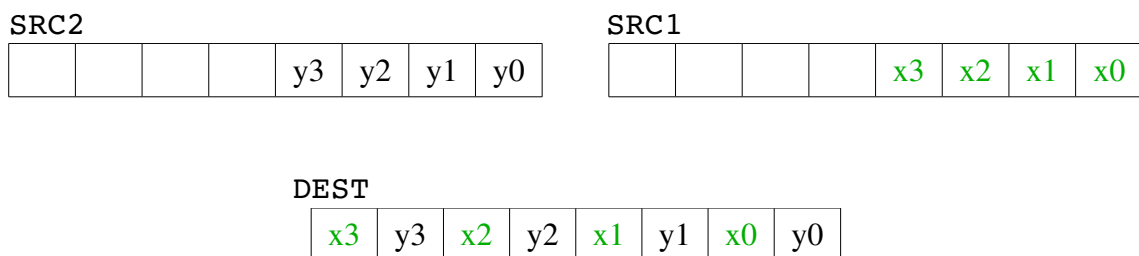 SRC2 SRC1
y3 y2 y1 y0 x3 x2 x1 x0
DEST
x3 y3 x2 y2 x1 y1 x0 y0